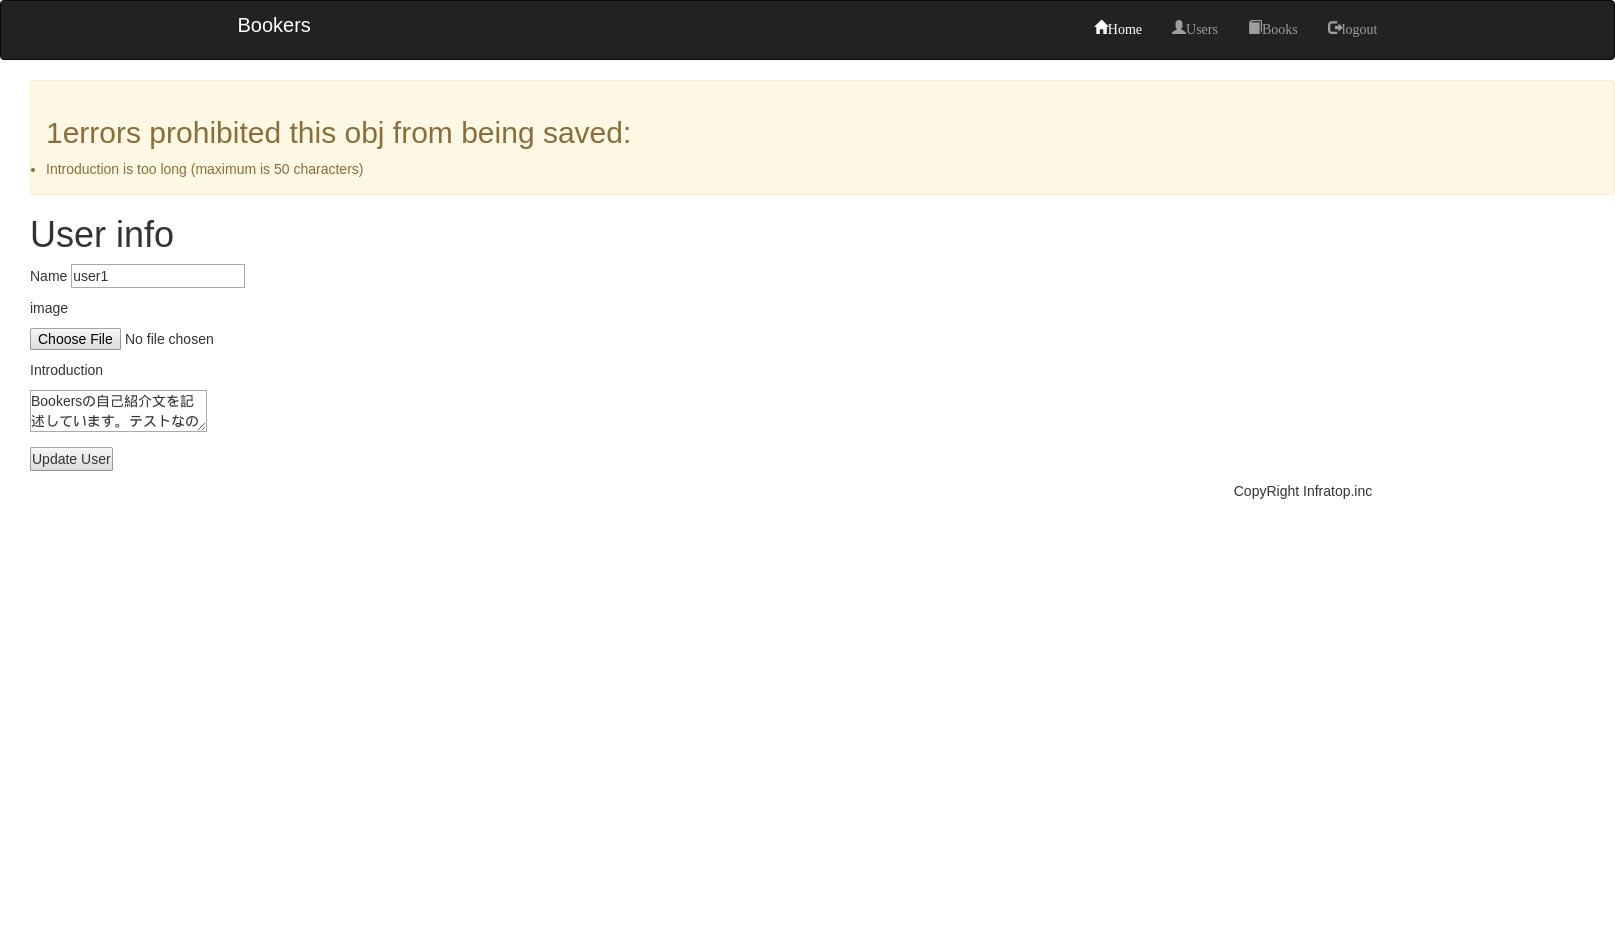 Bookers
Home Users Books logout
1errors prohibited this obj from being saved:
Introduction is too long (maximum is 50 characters)
User info
Name user1
image
Choose File No file chosen
Introduction
Bookersの自己紹介文を記
述しています。テストなの
Update User
CopyRight Infratop.inc